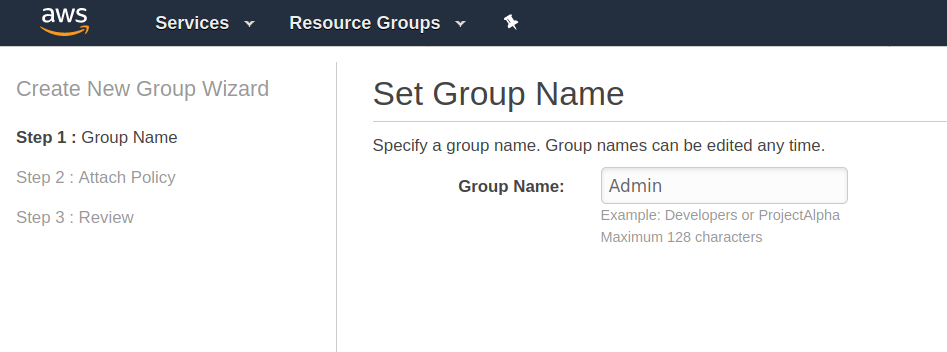 aws
Services
Resource Groups
Create New Group Wizard
Step 1 : Group Name
Step 2 : Attach Policy
Step 3 : Review
Set Group Name
Specify a group name. Group names can be edited any time.
Group Name: Admin
Example: Developers or ProjectAlpha
Maximum 128 characters